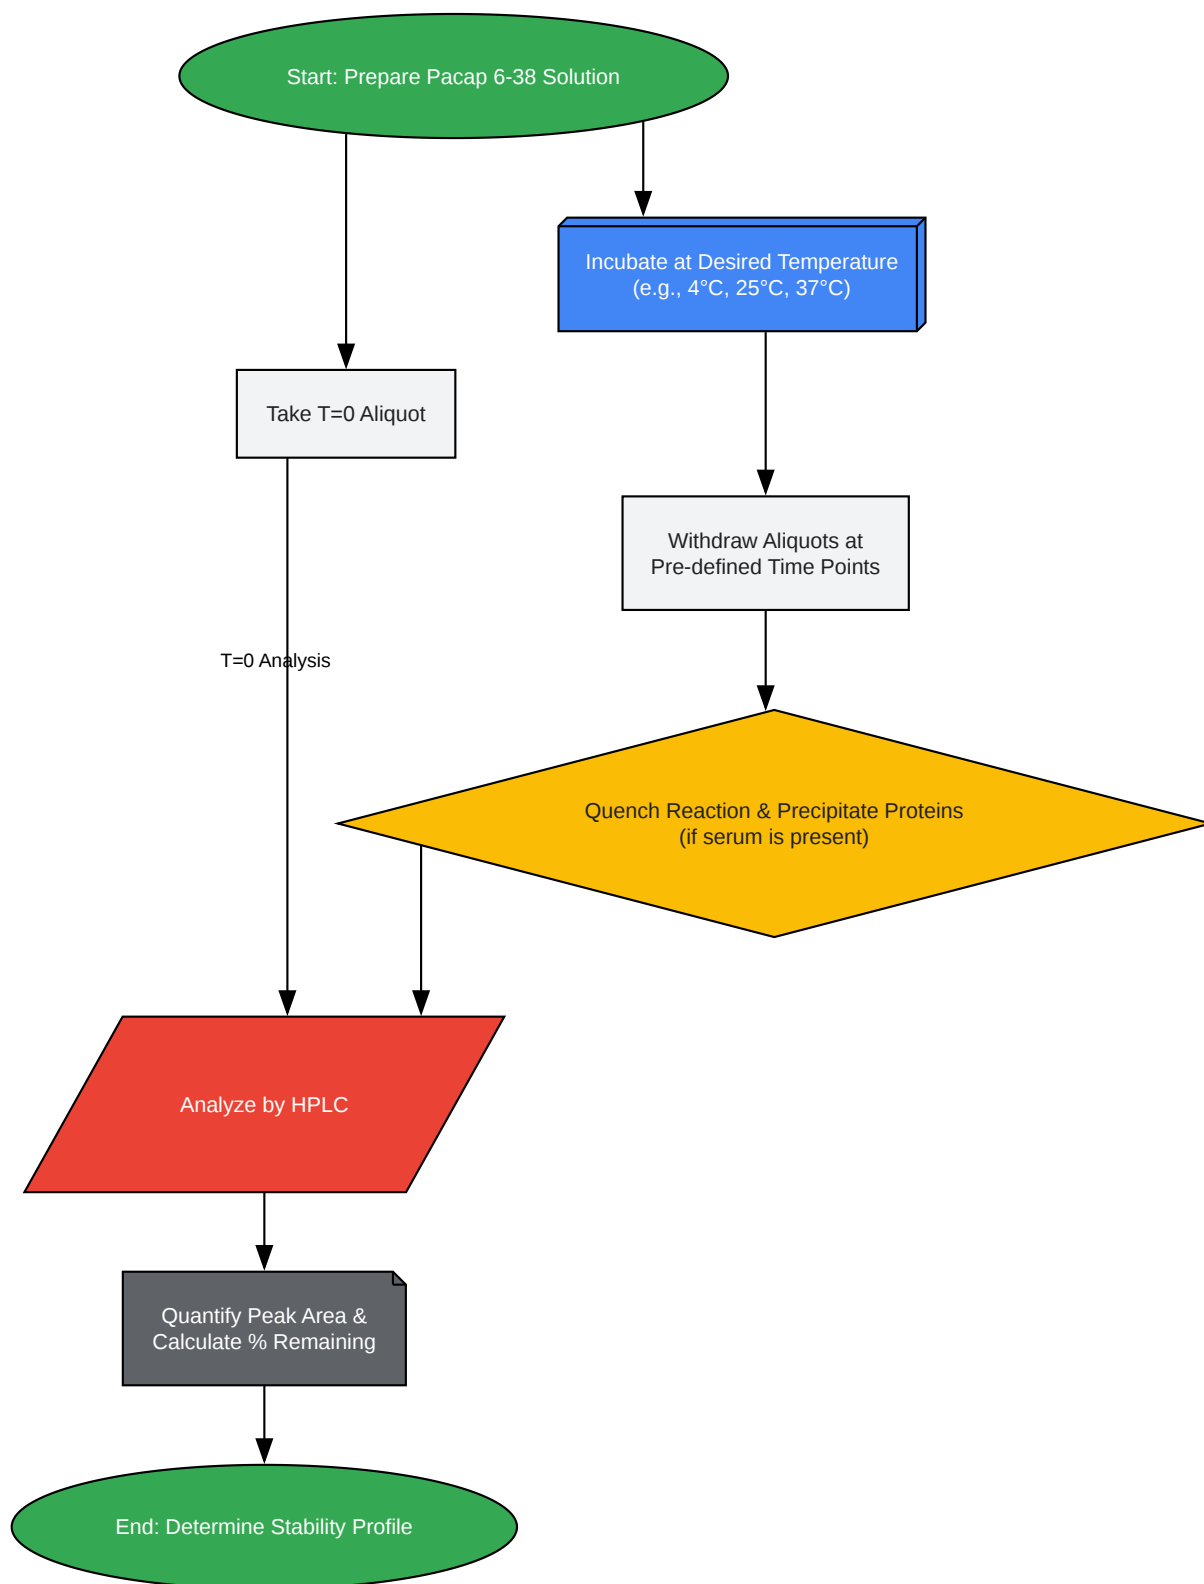 Start: Prepare Pacap 6-38 Solution
Incubate at Desired Temperature
(e.g., 4°C, 25°C, 37°C)
Take T=0 Aliquot
Withdraw Aliquots at
Pre-defined Time Points
T=0 Analysis
Quench Reaction & Precipitate Proteins
(if serum is present)
Analyze by HPLC
Quantify Peak Area &
Calculate % Remaining
End: Determine Stability Profile